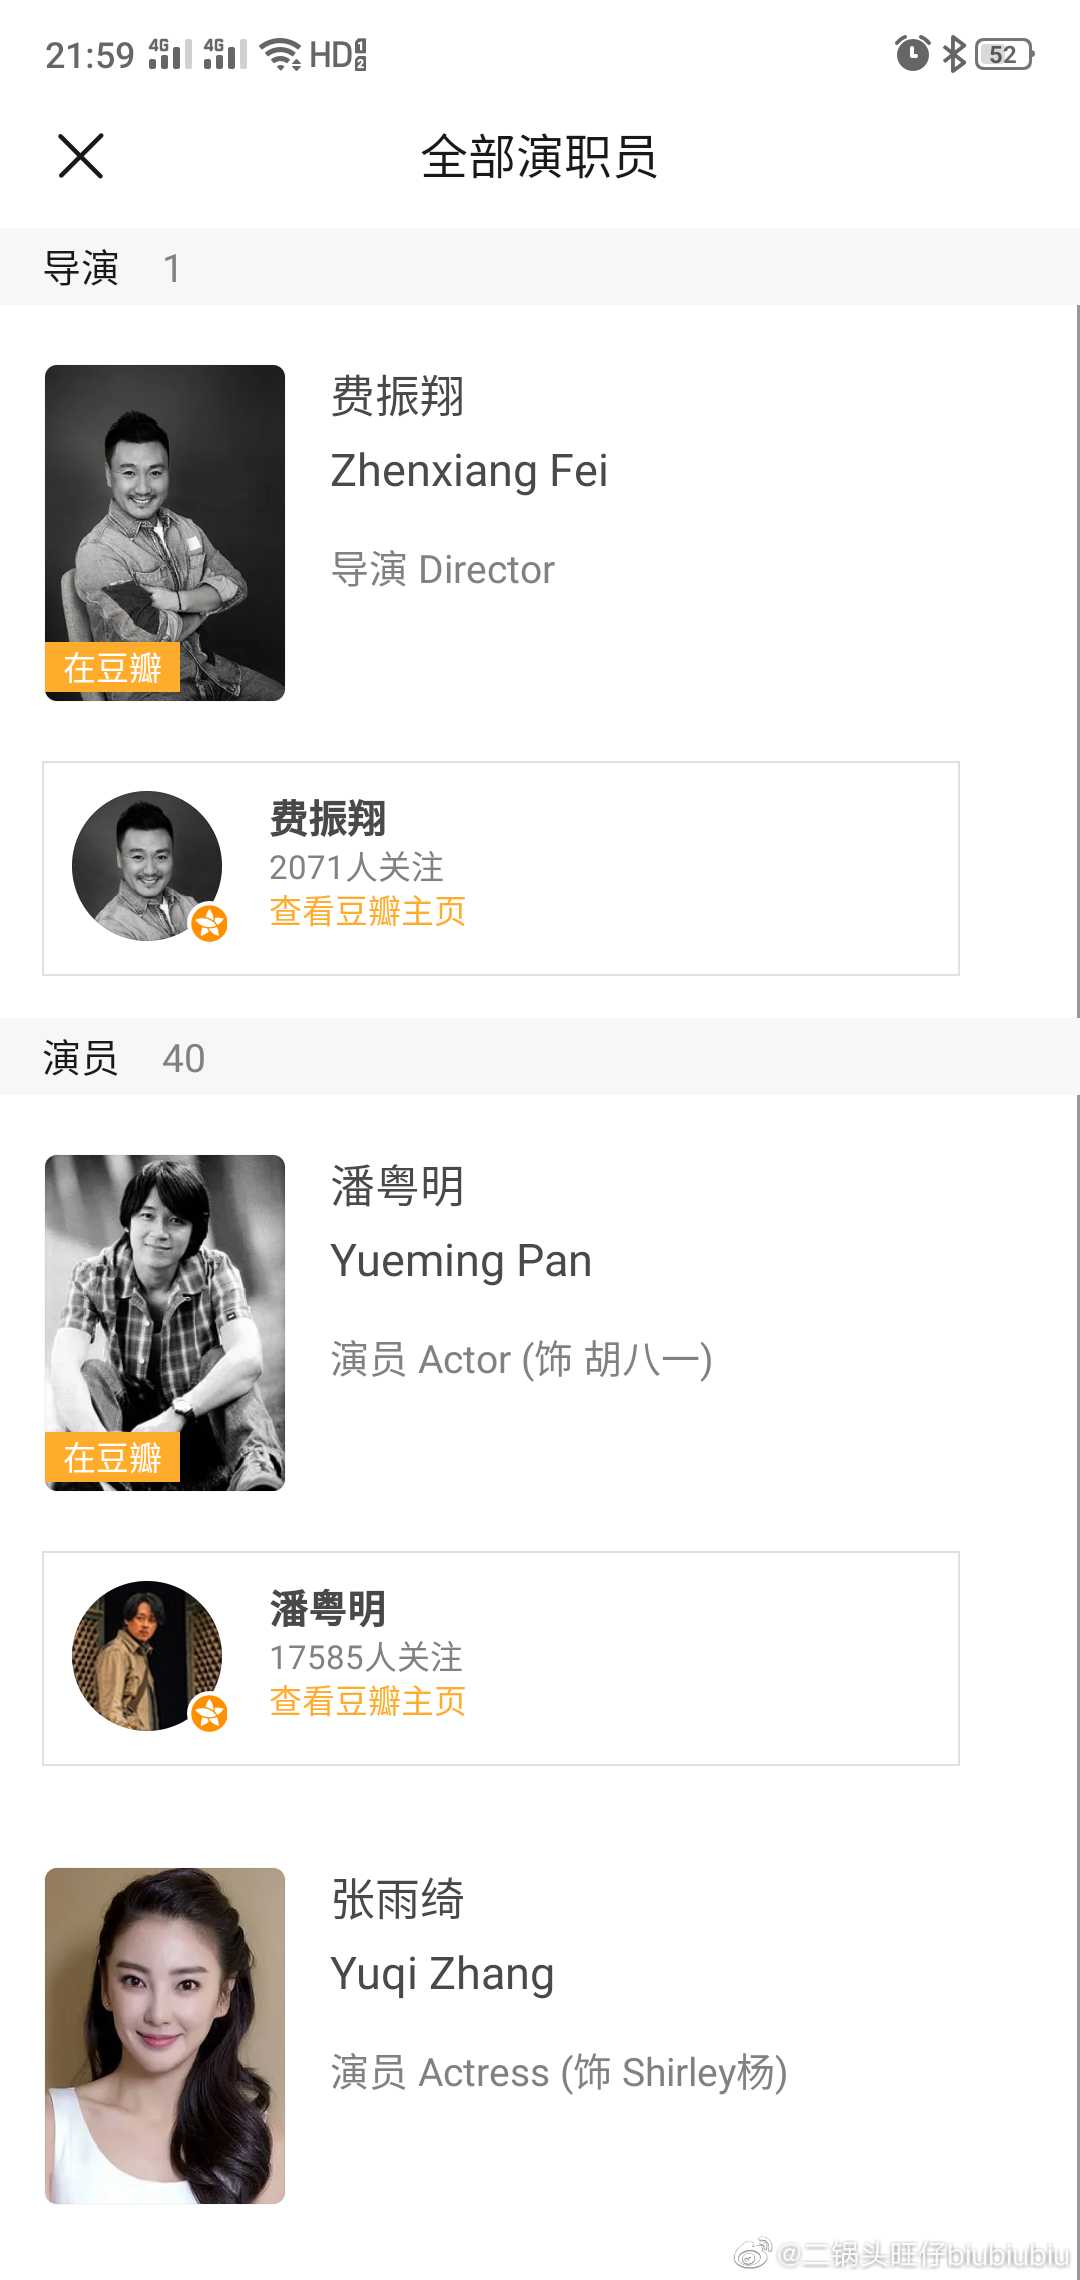 21:59 4G 4G HD 1 2 52
全部演职员
导演 1
费振翔
Zhenxiang Fei
导演 Director
在豆瓣
费振翔
2071人关注
查看豆瓣主页
演员 40
潘粤明
Yueming Pan
演员 Actor (饰 胡八一)
在豆瓣
潘粤明
17585人关注
查看豆瓣主页
张雨绮
Yuqi Zhang
演员 Actress (饰 Shirley杨)
@二锅头旺仔biubiubiu